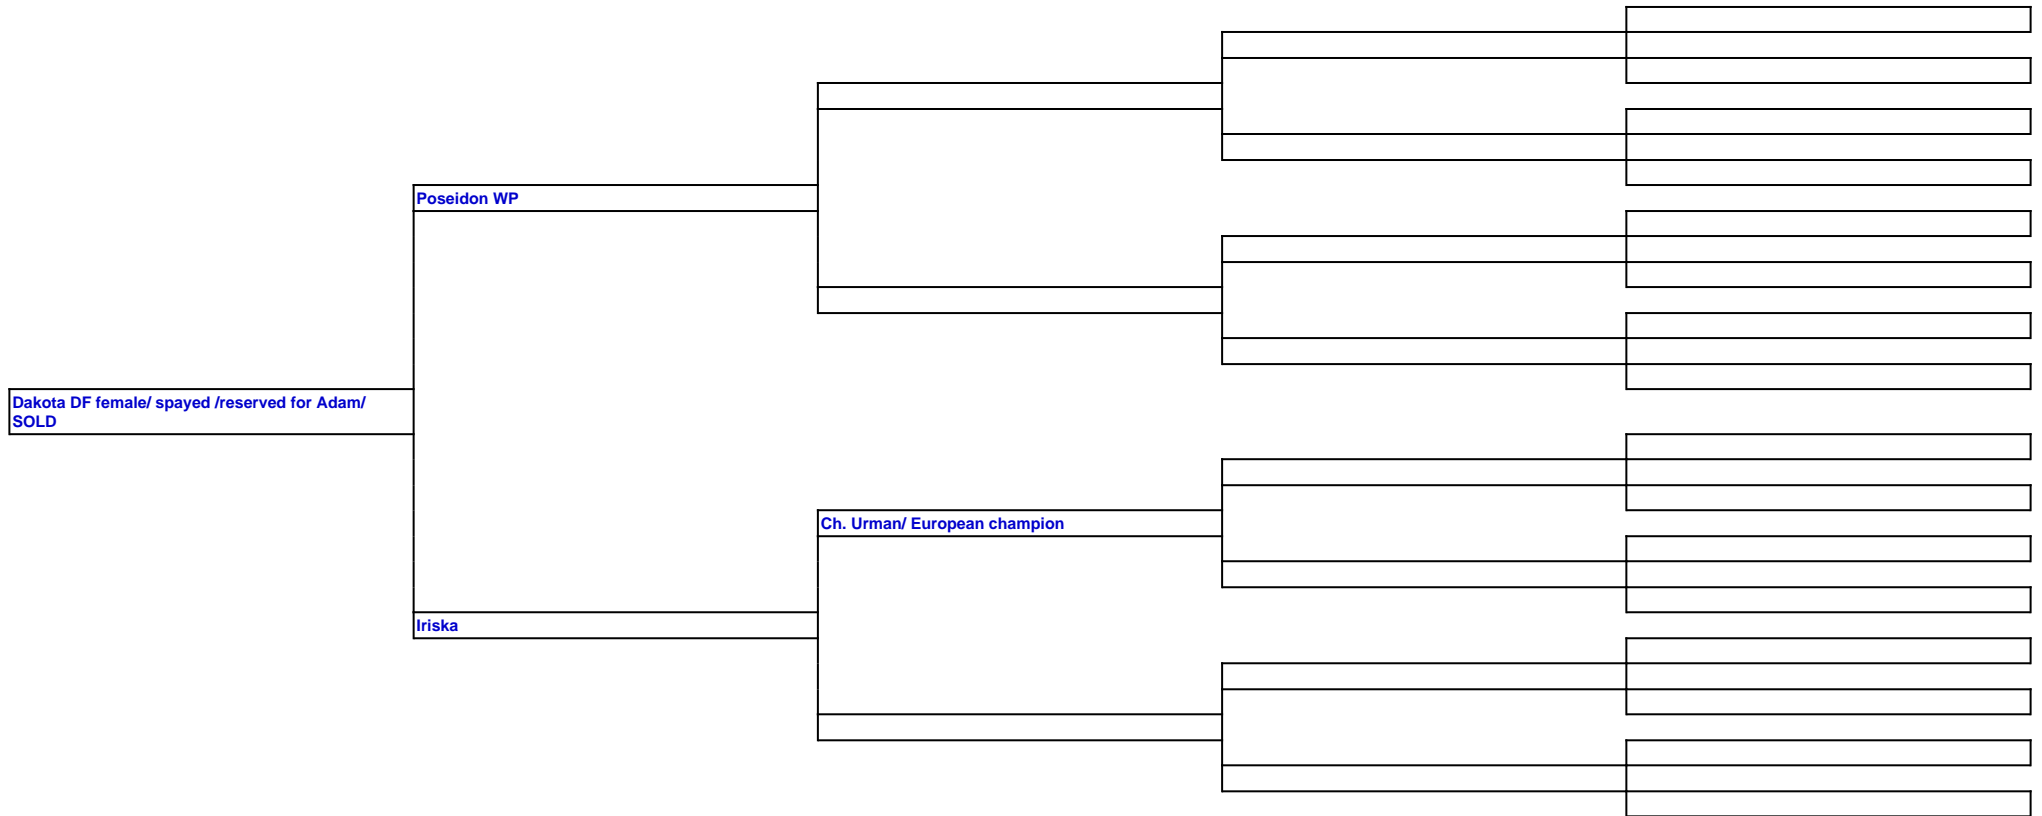 Poseidon WP
Dakota DF female/ spayed /reserved for Adam/
SOLD
Ch. Urman/ European champion
Iriska